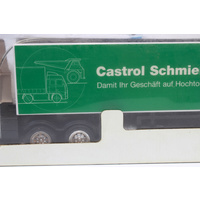 Castrol Schmie
Damit Ihr Geschäft auf Hochto